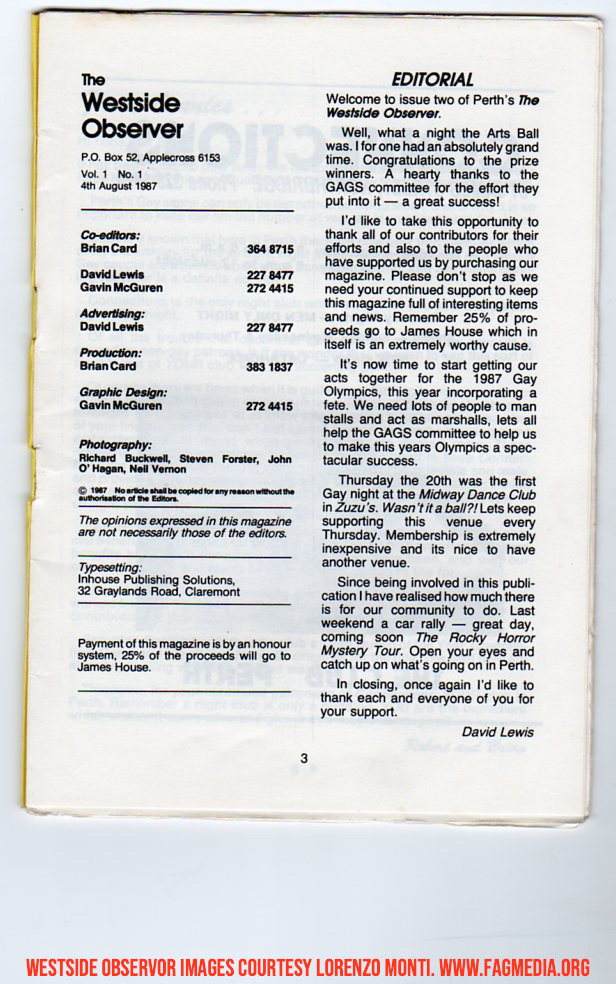 The
Westside
Observer
P.O. Box 52, Applecross 6153
Vol. 1 No. 1
4th August 1987
Co-editors:
Brian Card 364 8715
David Lewis 227 8477
Gavin McGuren 272 4415
Advertising:
David Lewis 227 8477
Production:
Brian Card 383 1837
Graphic Design:
Gavin McGuren 272 4415
Photography:
Richard Buckwell, Steven Forster, John
O' Hagan, Neil Vernon
© 1987 No article shall be copied for any reason without the
authorisation of the Editors.
The opinions expressed in this magazine
are not necessarily those of the editors.
Typesetting:
Inhouse Publishing Solutions,
32 Graylands Road, Claremont
Payment of this magazine is by an honour
system, 25% of the proceeds will go to
James House.
EDITORIAL
Welcome to issue two of Perth's The
Westside Observer.
Well, what a night the Arts Ball
was. I for one had an absolutely grand
time. Congratulations to the prize
winners. A hearty thanks to the
GAGS committee for the effort they
put into it — a great success!
I'd like to take this opportunity to
thank all of our contributors for their
efforts and also to the people who
have supported us by purchasing our
magazine. Please don't stop as we
need your continued support to keep
this magazine full of interesting items
and news. Remember 25% of pro-
ceeds go to James House which in
itself is an extremely worthy cause.
It's now time to start getting our
acts together for the 1987 Gay
Olympics, this year incorporating a
fete. We need lots of people to man
stalls and act as marshalls, lets all
help the GAGS committee to help us
to make this years Olympics a spec-
tacular success.
Thursday the 20th was the first
Gay night at the Midway Dance Club
in Zuzu's. Wasn't it a ball?! Lets keep
supporting this venue every
Thursday. Membership is extremely
inexpensive and its nice to have
another venue.
Since being involved in this publi-
cation I have realised how much there
is for our community to do. Last
weekend a car rally — great day,
coming soon The Rocky Horror
Mystery Tour. Open your eyes and
catch up on what's going on in Perth.
In closing, once again I'd like to
thank each and everyone of you for
your support.
David Lewis
3
WESTSIDE OBSERVOR IMAGES COURTESY LORENZO MONTI. WWW.FAGMEDIA.ORG